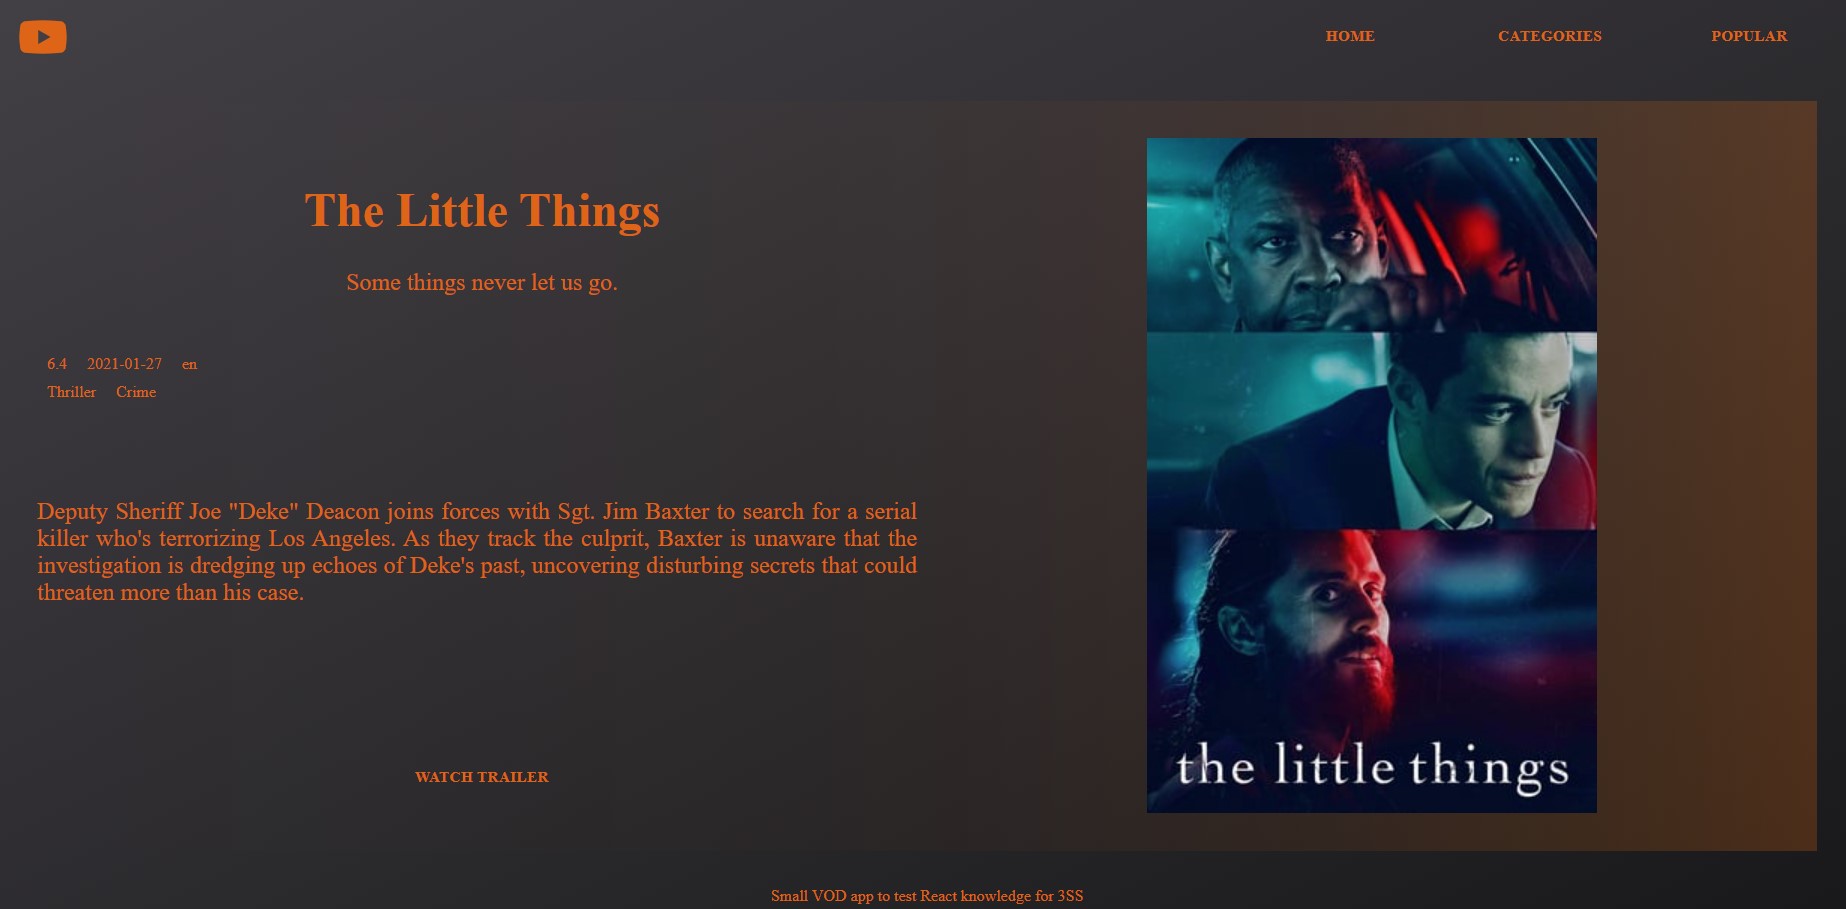 HOME CATEGORIES POPULAR
The Little Things
Some things never let us go.
6.4 2021-01-27 en
Thriller Crime
Deputy Sheriff Joe "Deke" Deacon joins forces with Sgt. Jim Baxter to search for a serial
killer who's terrorizing Los Angeles. As they track the culprit, Baxter is unaware that the
investigation is dredging up echoes of Deke's past, uncovering disturbing secrets that could
threaten more than his case.
WATCH TRAILER
the little things
Small VOD app to test React knowledge for 3SS